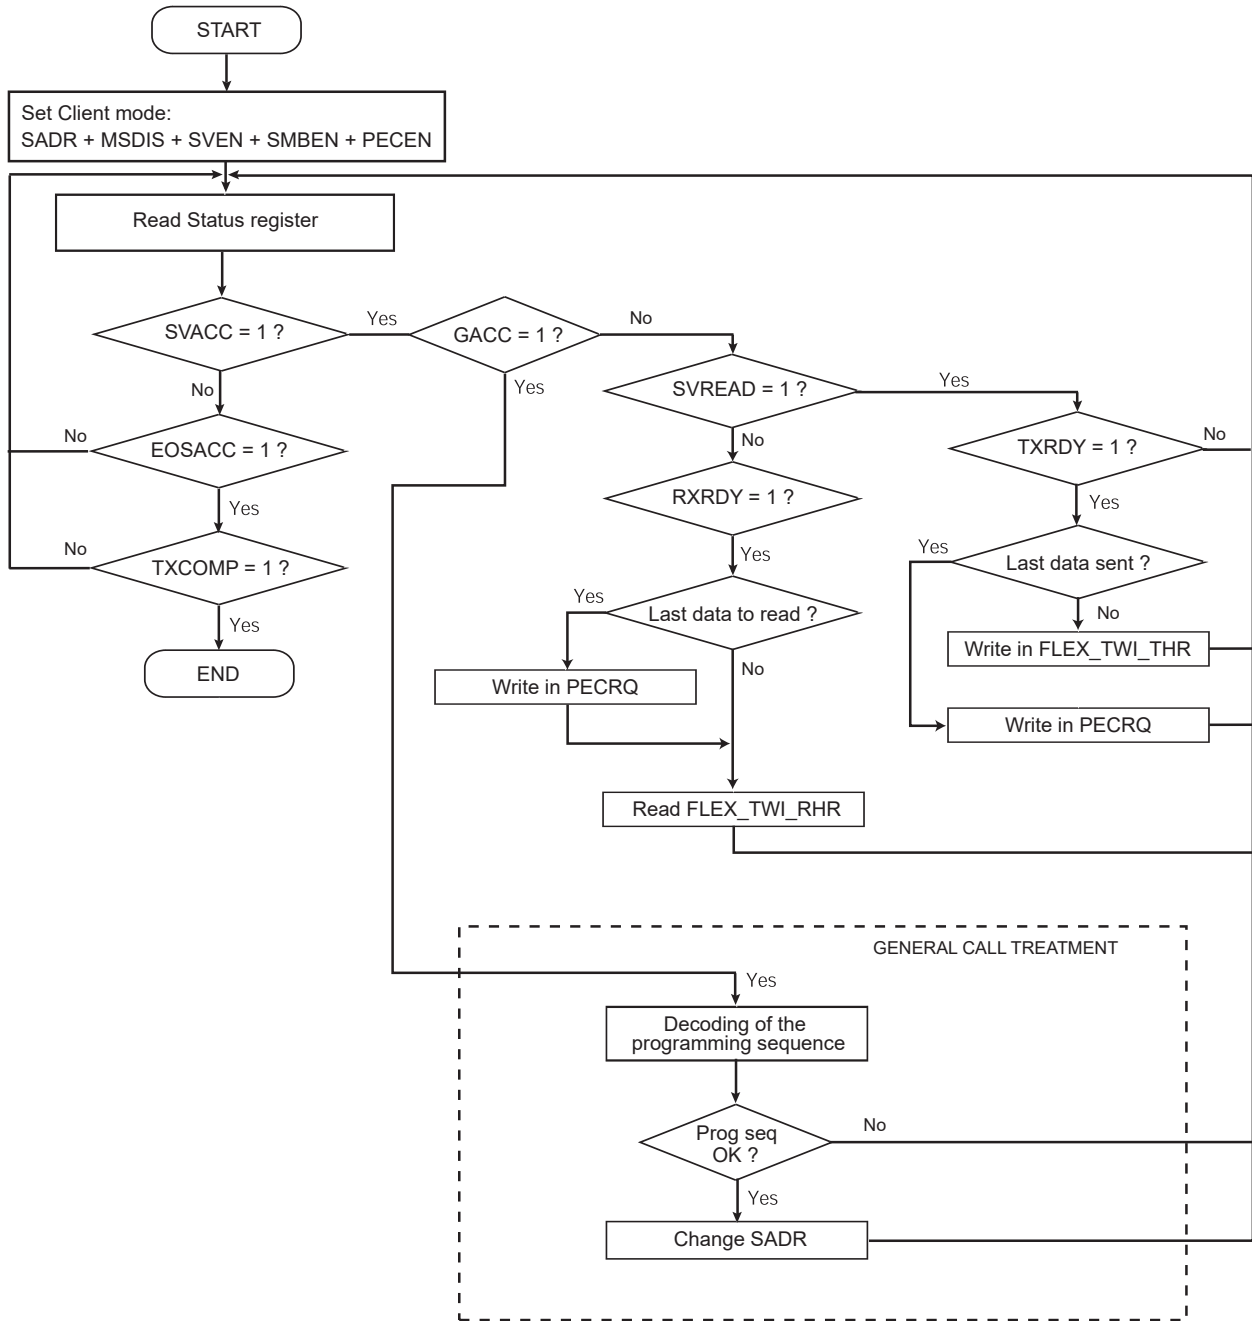 START
Set Client mode:
SADR + MSDIS + SVEN + SMBEN + PECEN
Read Status register
SVACC = 1 ?
Yes
GACC = 1 ?
No
No
Yes
SVREAD = 1 ?
Yes
No
EOSACC = 1 ?
No
TXRDY = 1 ?
No
Yes
RXRDY = 1 ?
Yes
No
TXCOMP = 1 ?
Yes
Yes
Last data sent ?
Yes
Yes
Last data to read ?
No
END
No
Write in FLEX_TWI_THR
Write in PECRQ
Write in PECRQ
Read FLEX_TWI_RHR
GENERAL CALL TREATMENT
Yes
Decoding of the
programming sequence
Prog seq
OK ?
No
Yes
Change SADR